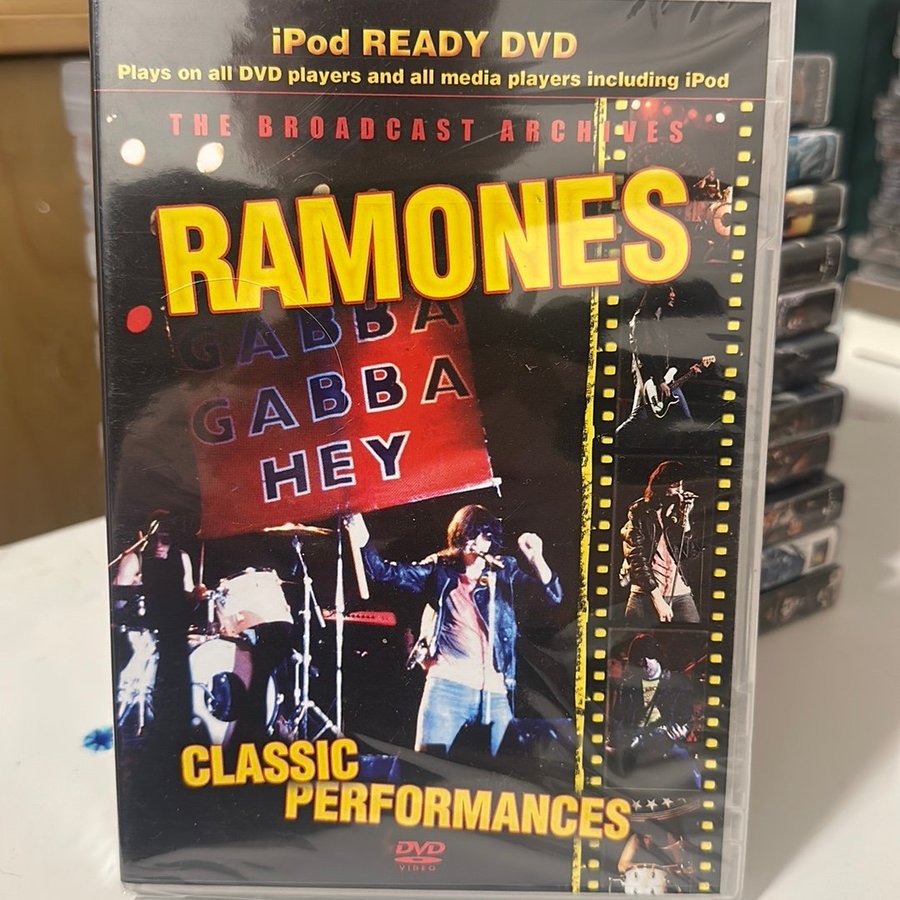 iPod READY DVD
Plays on all DVD players and all media players including iPod
THE BROADCAST ARCHIVES
RAMONES
GABBA
GABBA
HEY
CLASSIC
PERFORMANCES
DVD
VIDEO